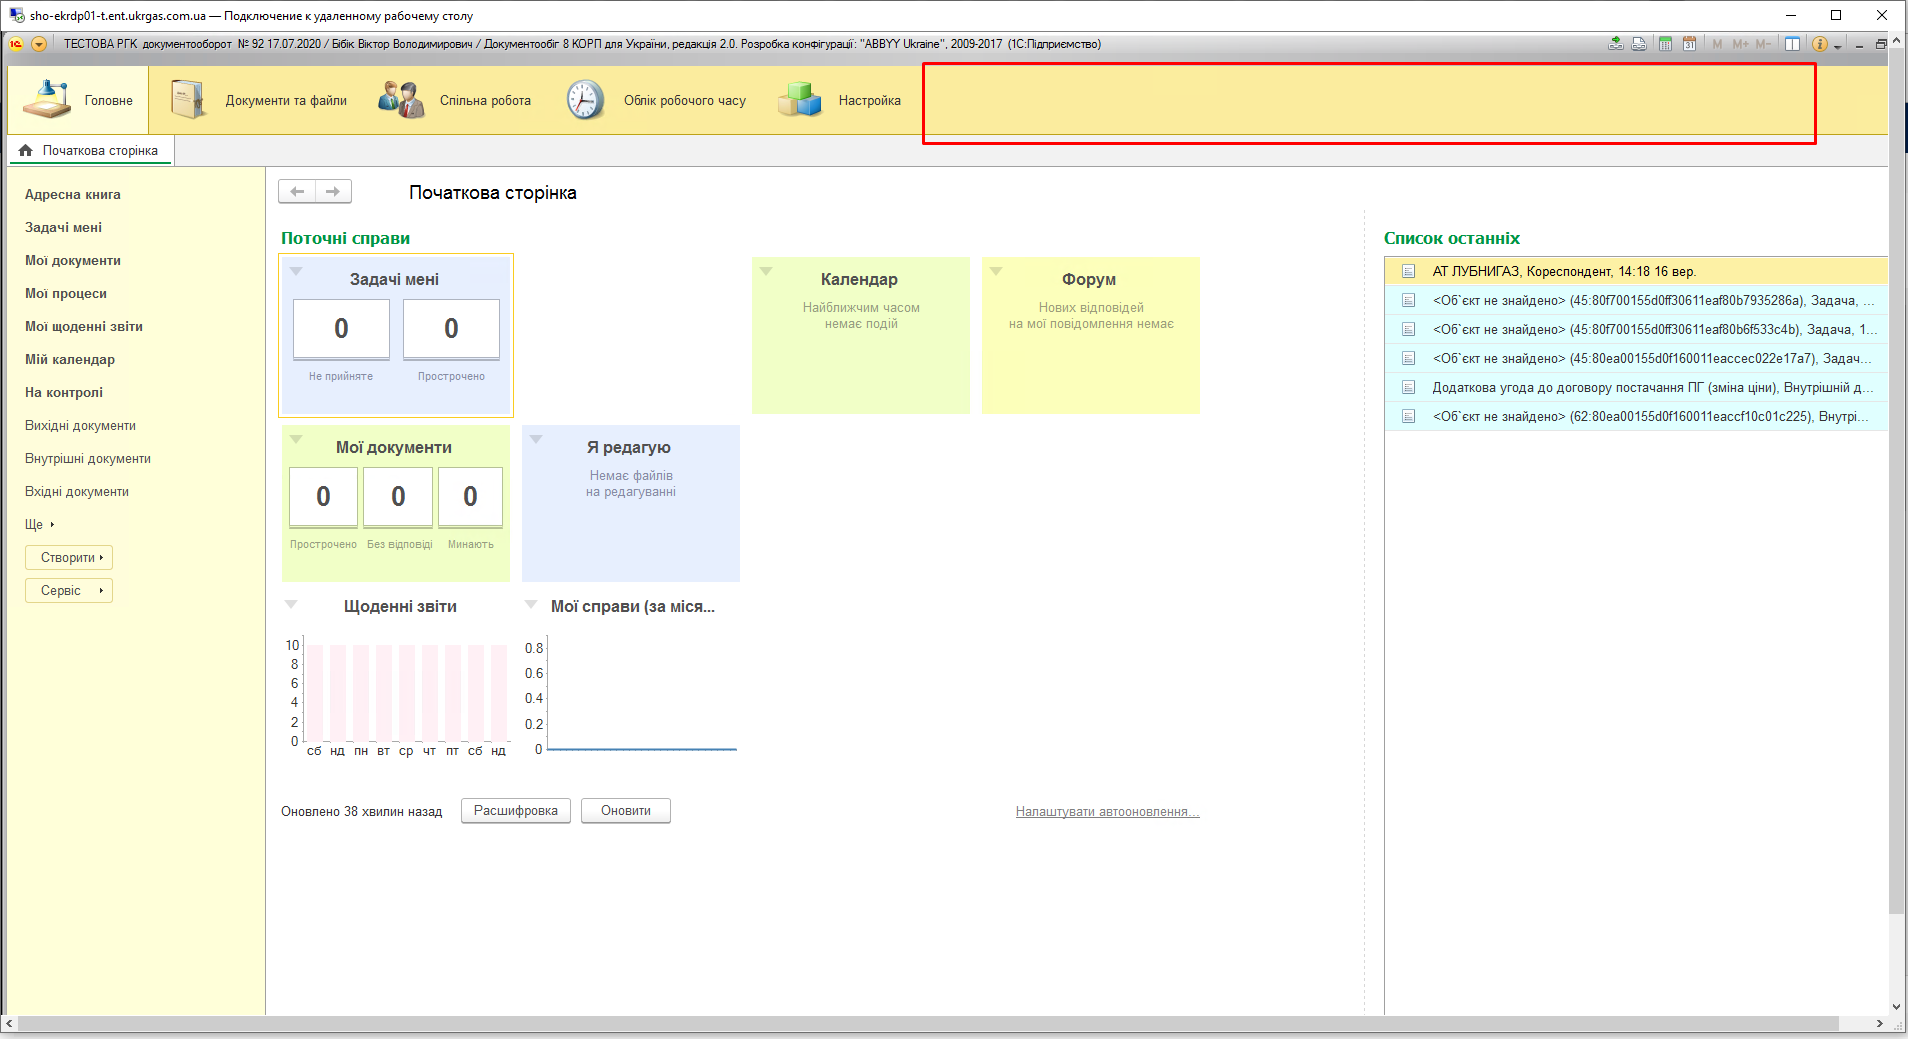 sho-ekrdp01-t.ent.ukrgas.com.ua — Подключение к удаленному рабочему столу
ТЕСТОВА РГК документооборот № 92 17.07.2020 / Бібік Віктор Володимирович / Документообіг 8 КОРП для України, редакція 2.0. Розробка конфігурації: "ABBYY Ukraine", 2009-2017 (1С:Підприємство)
M M+ M-
Головне
Документи та файли
Спільна робота
Облік робочого часу
Настройка
Початкова сторінка
Адресна книга
Задачі мені
Мої документи
Мої процеси
Мої щоденні звіти
Мій календар
На контролі
Вихідні документи
Внутрішні документи
Вхідні документи
Ще
Створити
Сервіс
Початкова сторінка
Поточні справи
Задачі мені
0 0
Не прийняте Прострочено
Календар
Найближчим часом
немає подій
Форум
Нових відповідей
на мої повідомлення немає
Мої документи
0 0 0
Прострочено Без відповіді Минають
Я редагую
Немає файлів
на редагуванні
Щоденні звіти
10
8
6
4
2
0
сб нд пн вт ср чт пт сб нд
Мої справи (за міся...
0.8
0.6
0.4
0.2
0
Оновлено 38 хвилин назад
Расшифровка
Оновити
Налаштувати автооновлення...
Список останніх
АТ ЛУБНИГАЗ, Кореспондент, 14:18 16 вер.
<Об`єкт не знайдено> (45:80f700155d0ff30611eaf80b7935286a), Задача, ...
<Об`єкт не знайдено> (45:80f700155d0ff30611eaf80b6f533c4b), Задача, 1...
<Об`єкт не знайдено> (45:80ea00155d0f160011eaccec022e17a7), Задач...
Додаткова угода до договору постачання ПГ (зміна ціни), Внутрішній д...
<Об`єкт не знайдено> (62:80ea00155d0f160011eaccf10c01c225), Внутрі...